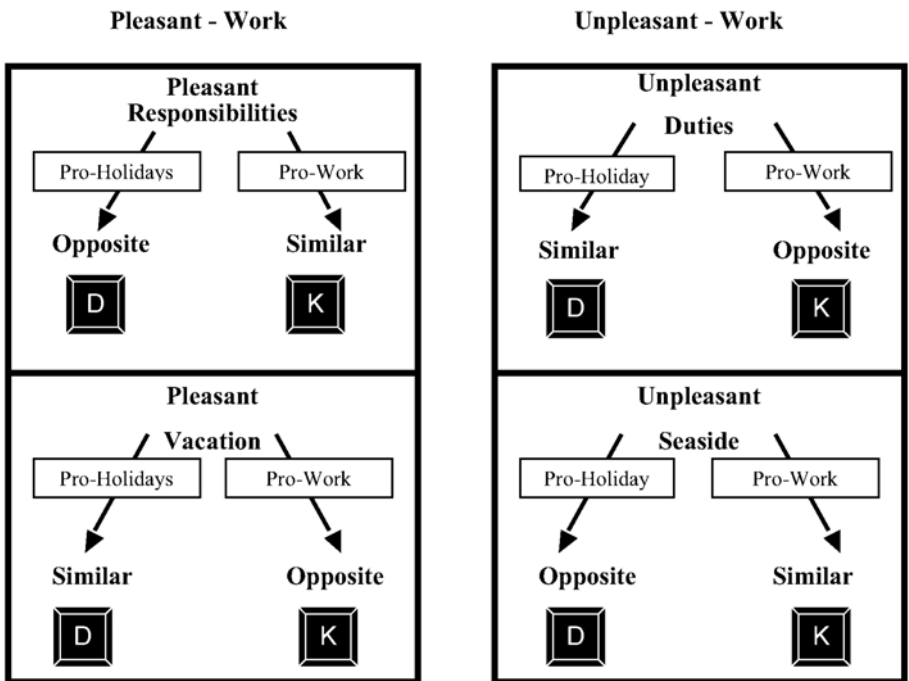 Pleasant - Work
Unpleasant - Work
Pleasant
Responsibilities
Pro-Holidays
Pro-Work
Opposite
Similar
D
K
Unpleasant
Duties
Pro-Holiday
Pro-Work
Similar
Opposite
D
K
Pleasant
Vacation
Pro-Holidays
Pro-Work
Similar
Opposite
D
K
Unpleasant
Seaside
Pro-Holiday
Pro-Work
Opposite
Similar
D
K